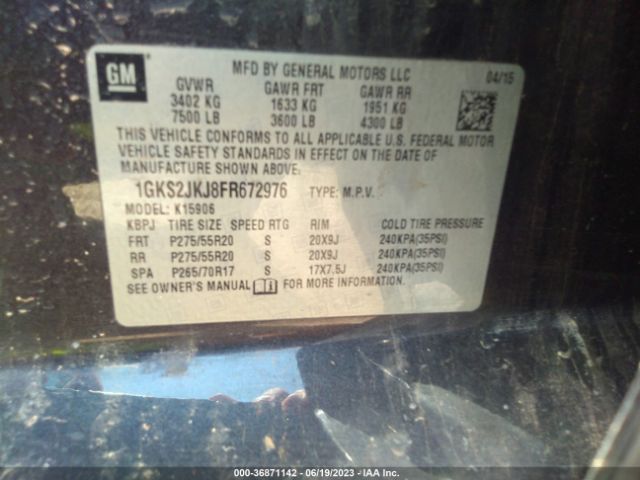 GM
MFD BY GENERAL MOTORS LLC 04/15
GVWR GAWR FRT GAWR RR
3402 KG 1633 KG 1951 KG
7500 LB 3600 LB 4300 LB
THIS VEHICLE CONFORMS TO ALL APPLICABLE U.S. FEDERAL MOTOR
VEHICLE SAFETY STANDARDS IN EFFECT ON THE DATE OF
MANUFACTURE SHOWN ABOVE.
1GKS2JKJ8FR672976 TYPE: M.P.V.
MODEL: K15906
KBPJ TIRE SIZE SPEED RTG RIM COLD TIRE PRESSURE
FRT P275/55R20 S 20X9J 240KPA(35PSI)
RR P275/55R20 S 20X9J 240KPA(35PSI)
SPA P265/70R17 S 17X7.5J 240KPA(35PSI)
SEE OWNER'S MANUAL FOR MORE INFORMATION.
000-36871142 - 06/19/2023 - IAA Inc.